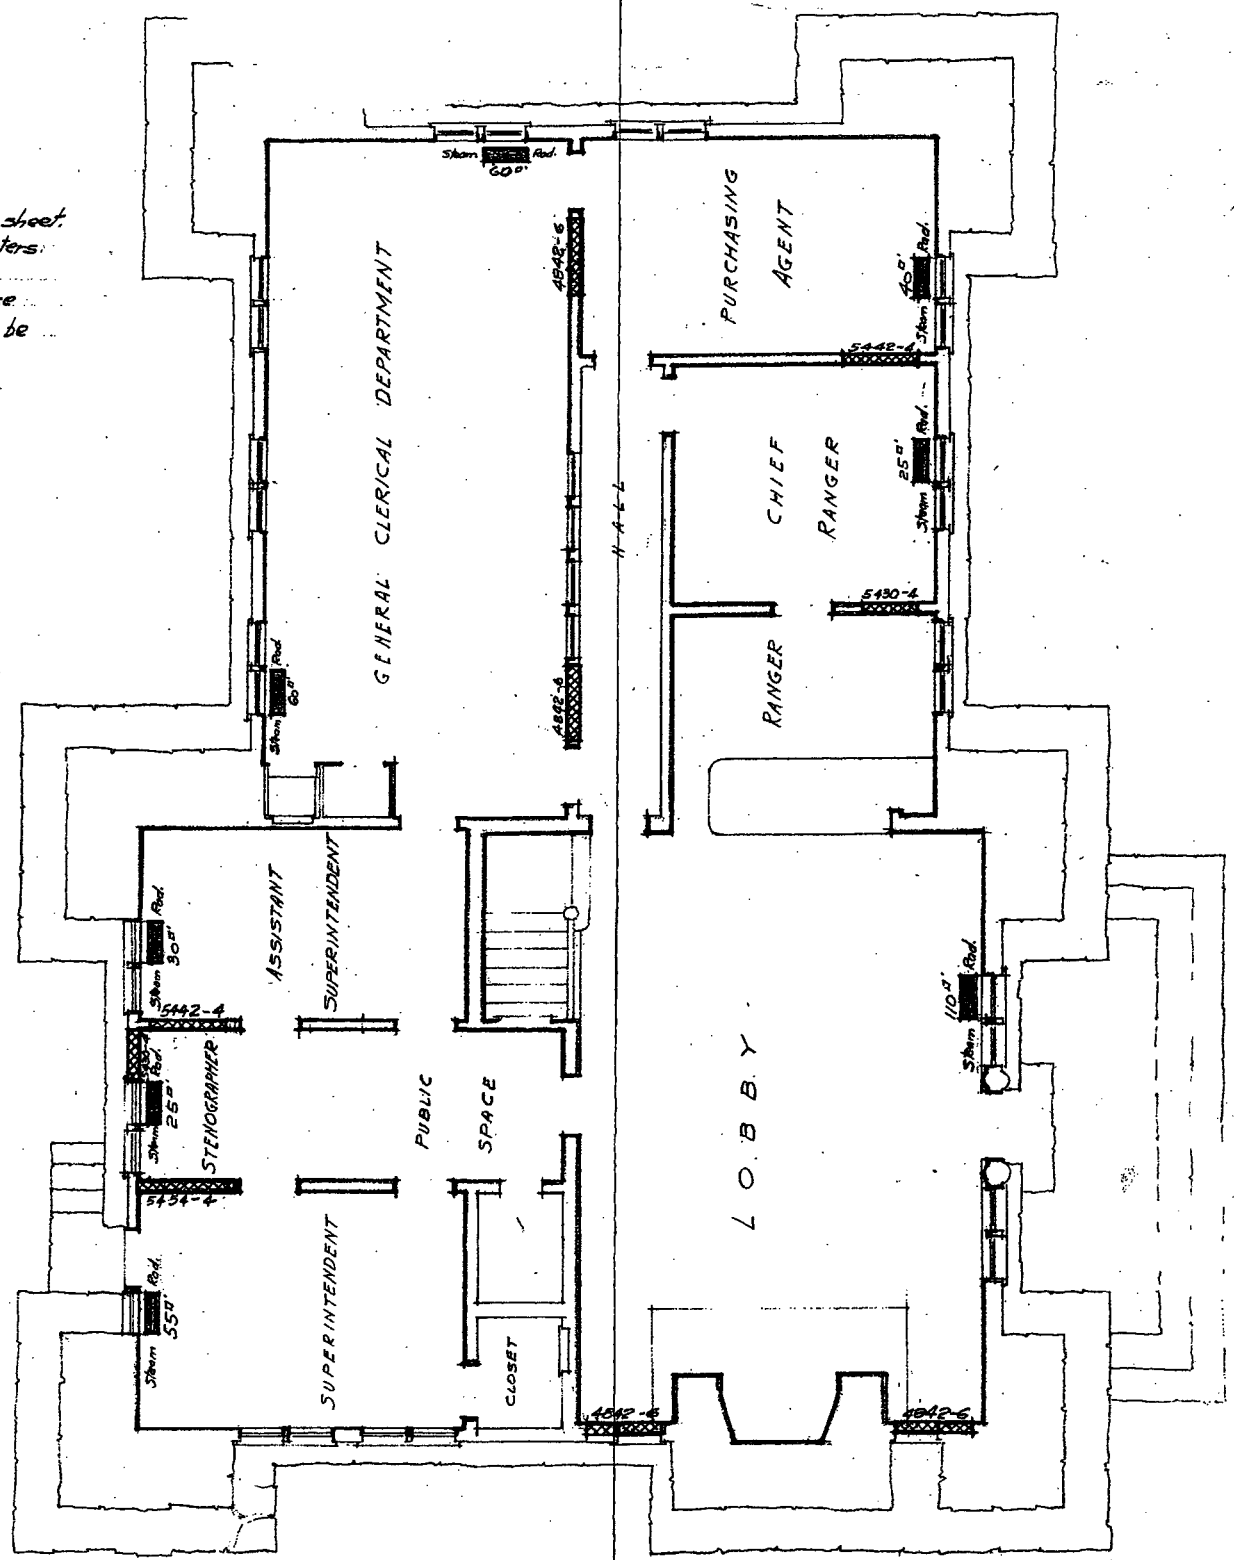 sheet.
ters:
be
Steam Rad.
60▫'
PURCHASING
AGENT
4842-6
40▫'
Steam Rad.
5442-4
GENERAL CLERICAL DEPARTMENT
CHIEF
RANGER
25▫'
Steam Rad.
HALL
5430-4
RANGER
Steam Rad.
60▫'
4842-6
ASSISTANT
SUPERINTENDENT
Steam Rad.
30▫'
5442-4
110▫'
Steam Rad.
STENOGRAPHER
Steam Rad.
25▫'
PUBLIC
SPACE
LOBBY
5454-4
SUPERINTENDENT
Steam Rad.
55▫'
CLOSET
4842-6
4842-6